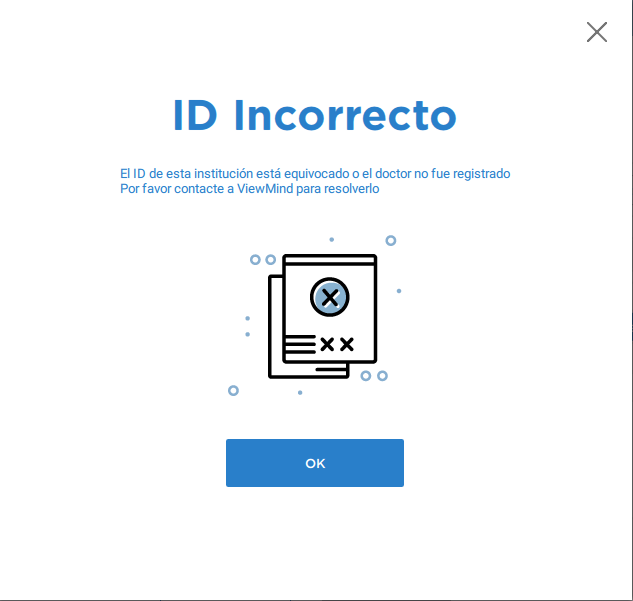 ID Incorrecto
El ID de esta institución está equivocado o el doctor no fue registrado
Por favor contacte a ViewMind para resolverlo
OK